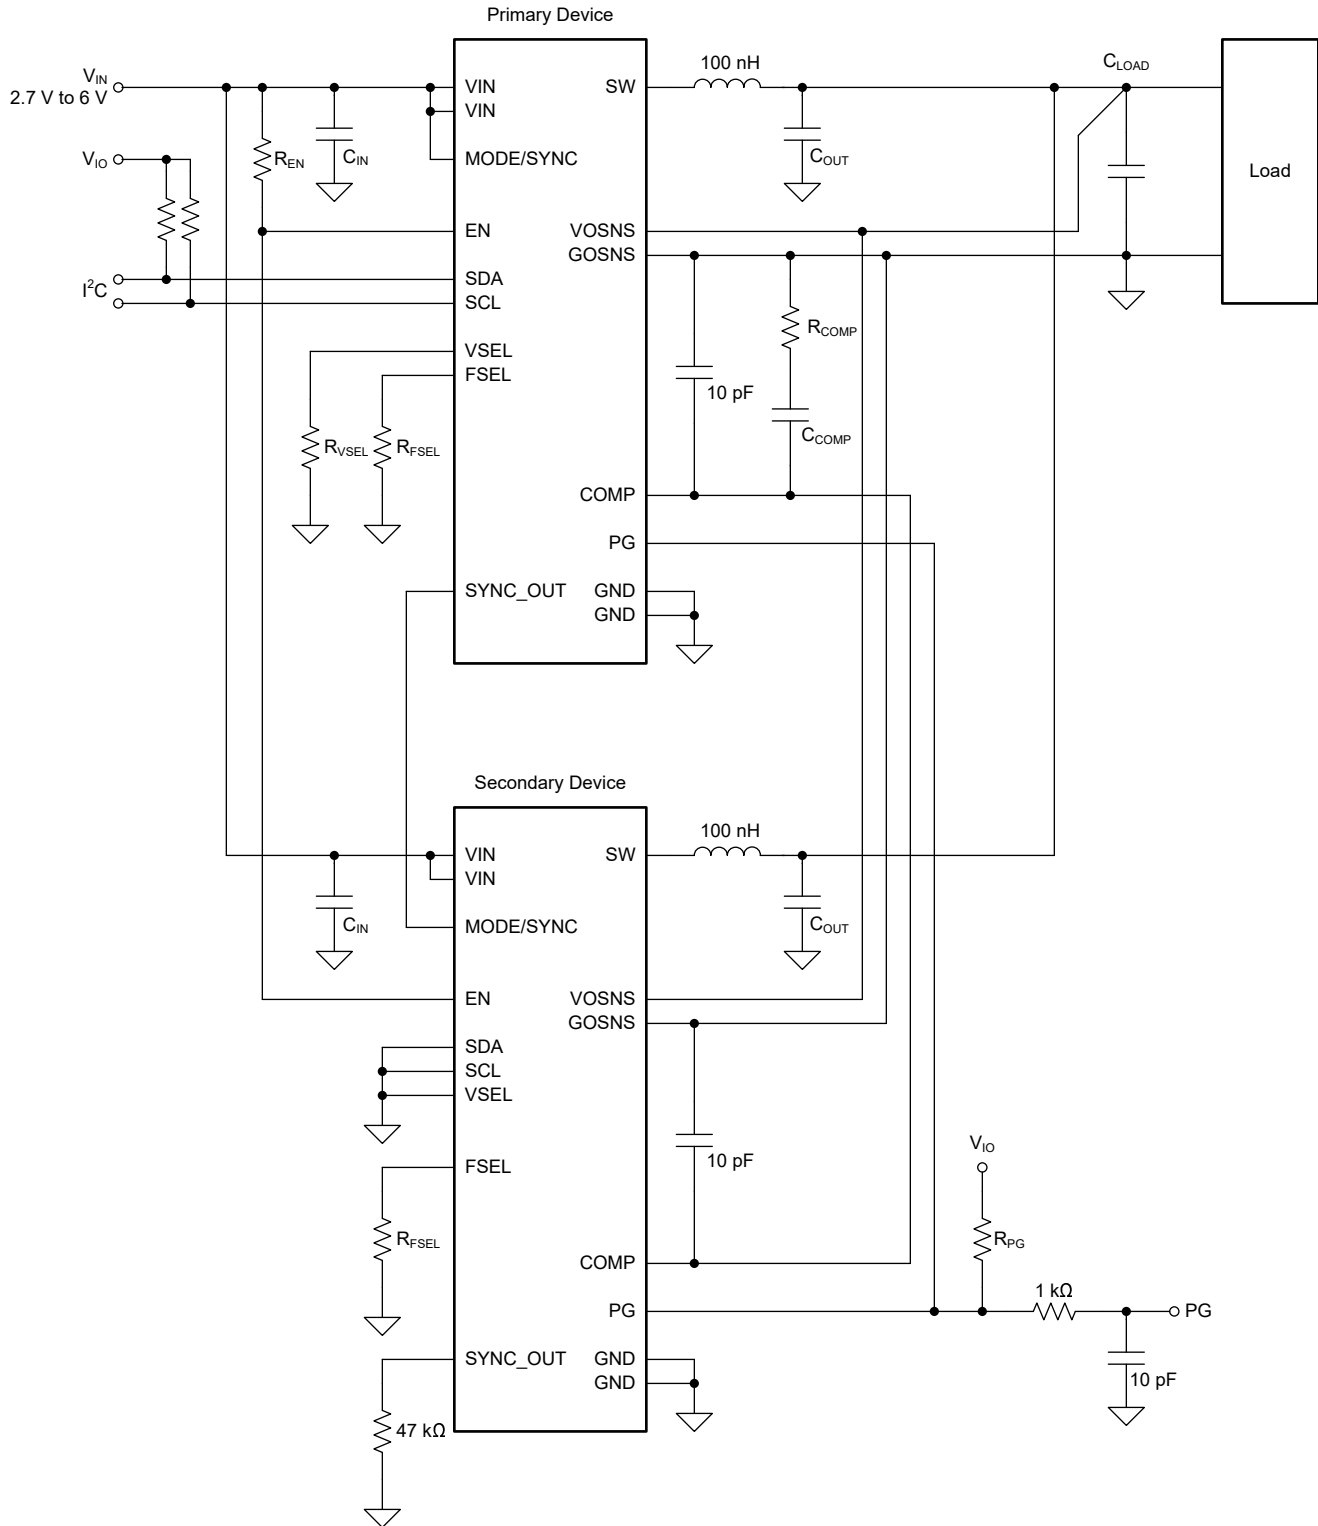 Primary Device
V_IN
2.7 V to 6 V
V_IO
I²C
R_EN
C_IN
VIN
VIN
MODE/SYNC
EN
SDA
SCL
VSEL
FSEL
R_VSEL
R_FSEL
SYNC_OUT
SW
VOSNS
GOSNS
COMP
PG
GND
GND
100 nH
C_OUT
C_LOAD
Load
R_COMP
10 pF
C_COMP
Secondary Device
VIN
VIN
C_IN
MODE/SYNC
EN
SDA
SCL
VSEL
FSEL
R_FSEL
SYNC_OUT
47 kΩ
SW
VOSNS
GOSNS
COMP
PG
GND
GND
100 nH
C_OUT
10 pF
V_IO
R_PG
1 kΩ
PG
10 pF